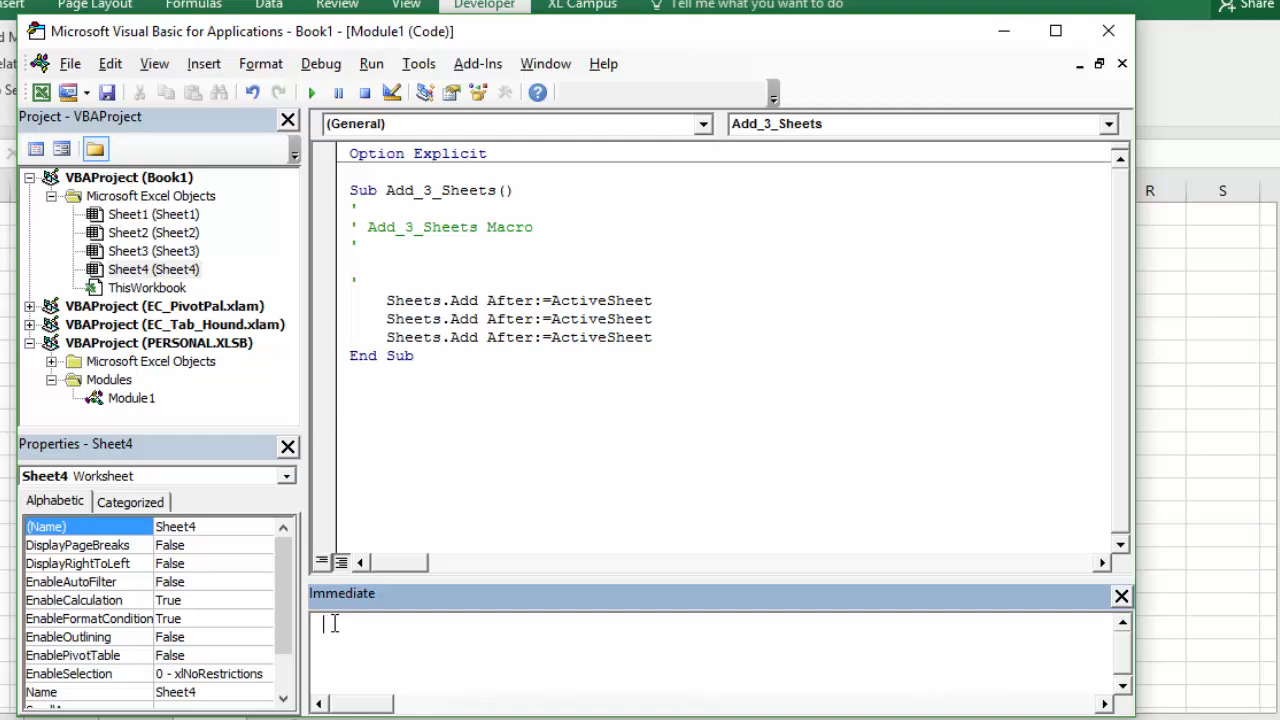 Page Layout Formulas Data Review View Developer XL Campus Tell me what you want to do Share
Microsoft Visual Basic for Applications - Book1 - [Module1 (Code)]
File Edit View Insert Format Debug Run Tools Add-Ins Window Help
Project - VBAProject
VBAProject (Book1)
Microsoft Excel Objects
Sheet1 (Sheet1)
Sheet2 (Sheet2)
Sheet3 (Sheet3)
Sheet4 (Sheet4)
ThisWorkbook
VBAProject (EC_PivotPal.xlam)
VBAProject (EC_Tab_Hound.xlam)
VBAProject (PERSONAL.XLSB)
Microsoft Excel Objects
Modules
Module1
Properties - Sheet4
Sheet4 Worksheet
Alphabetic Categorized
(Name) Sheet4
DisplayPageBreaks False
DisplayRightToLeft False
EnableAutoFilter False
EnableCalculation True
EnableFormatCondition True
EnableOutlining False
EnablePivotTable False
EnableSelection 0 - xlNoRestrictions
Name Sheet4
(General) Add_3_Sheets
Option Explicit
Sub Add_3_Sheets()
'
' Add_3_Sheets Macro
'
'
Sheets.Add After:=ActiveSheet
Sheets.Add After:=ActiveSheet
Sheets.Add After:=ActiveSheet
End Sub
Immediate
R S